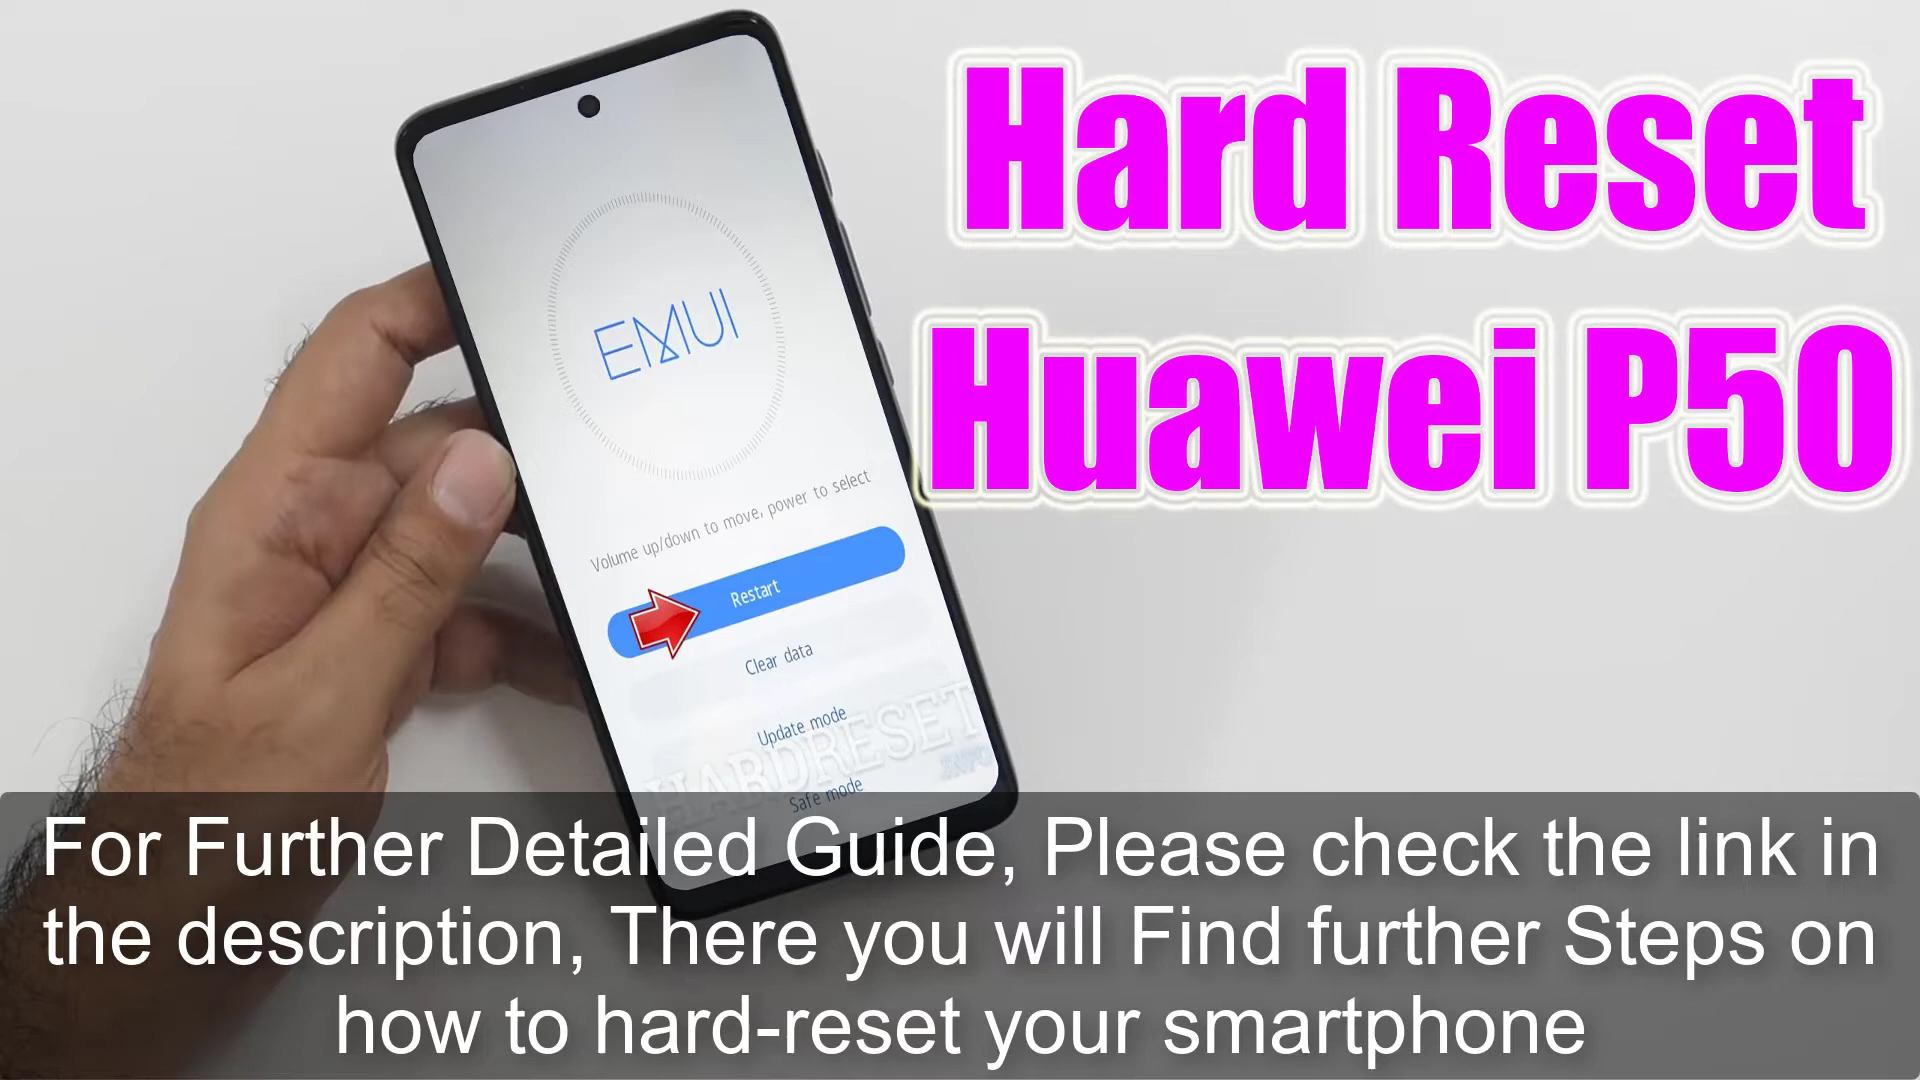 Hard Reset
Huawei P50
EMUI
Volume up/down to move, power to select
Restart
Clear data
Update mode
HARDRESET
INFO
Safe mode
For Further Detailed Guide, Please check the link in
the description, There you will Find further Steps on
how to hard-reset your smartphone